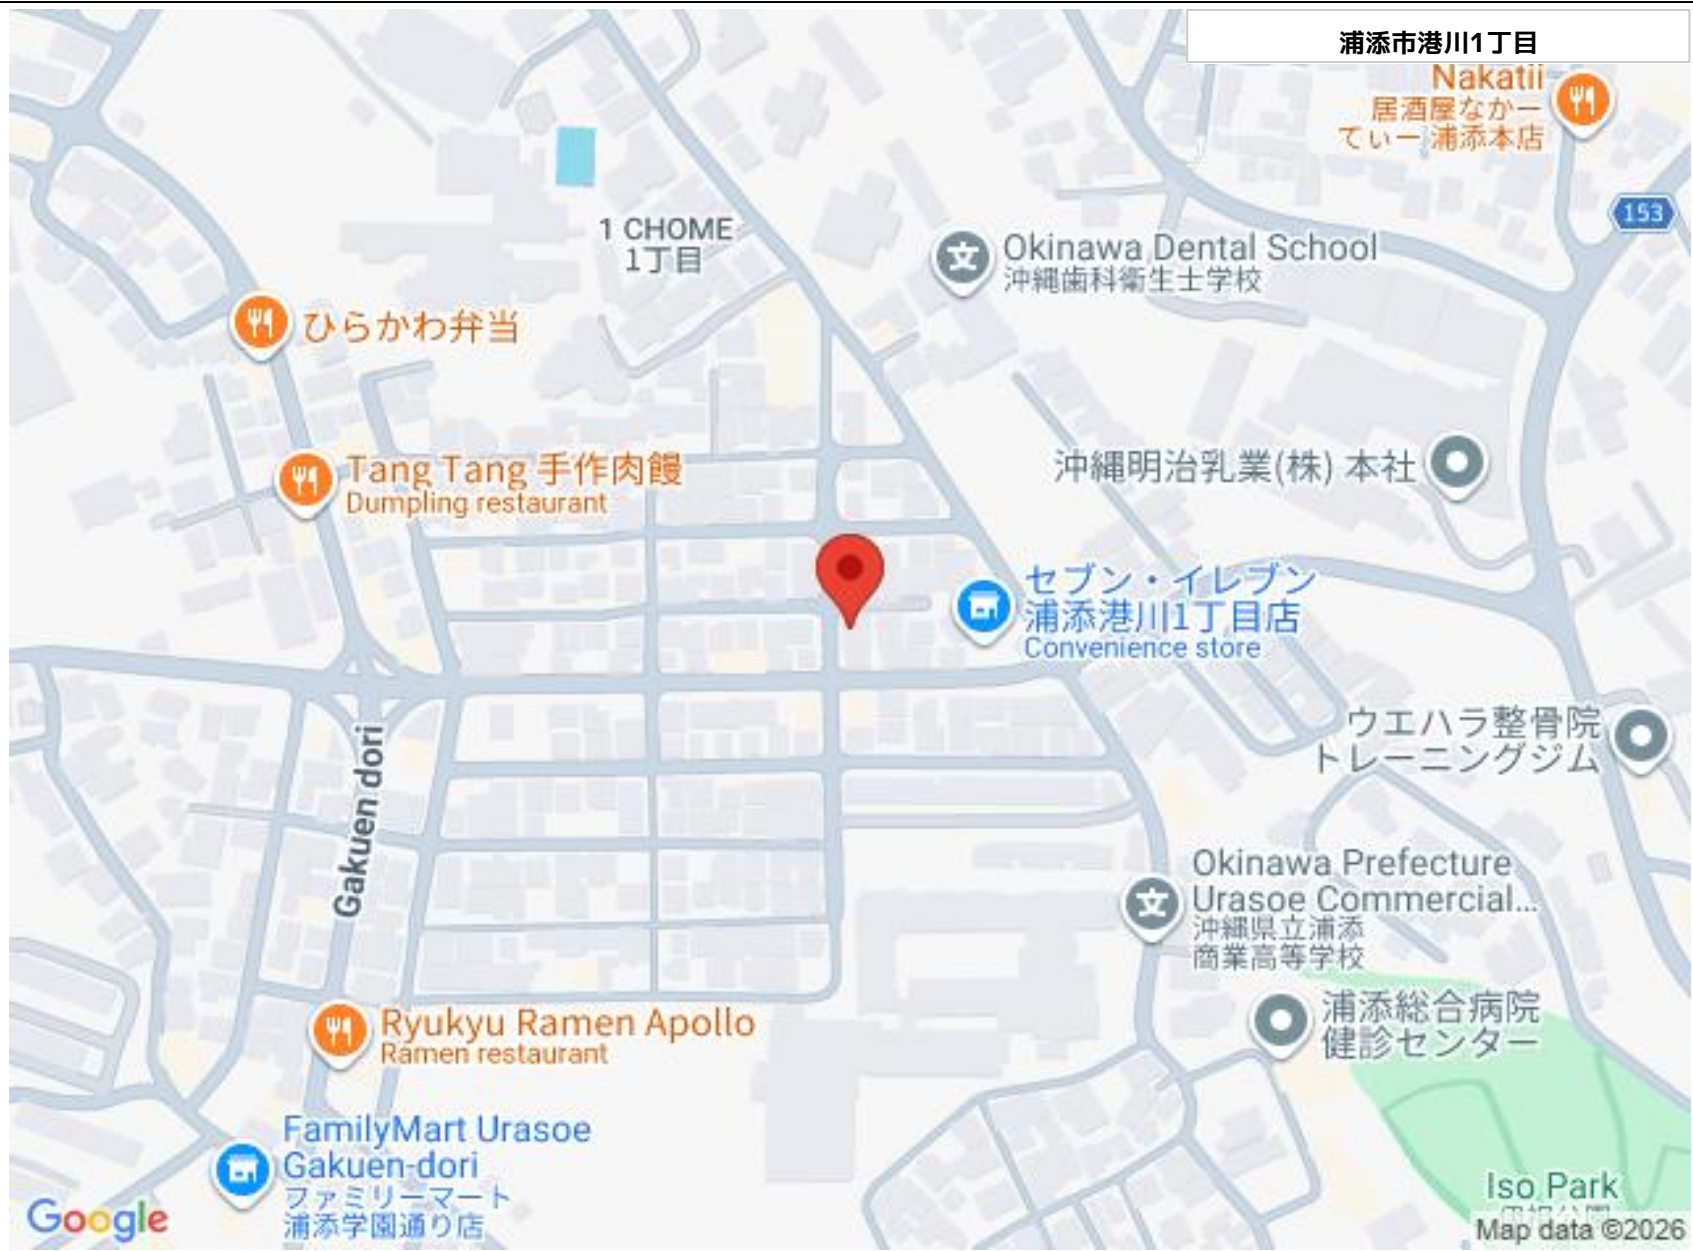 浦添市港川1丁目
Nakatii
居酒屋なかー
てぃー 浦添本店
153
1 CHOME
1丁目
Okinawa Dental School
沖縄歯科衛生士学校
ひらかわ弁当
Tang Tang 手作肉饅
Dumpling restaurant
沖縄明治乳業(株) 本社
セブン・イレブン
浦添港川1丁目店
Convenience store
ウエハラ整骨院
トレーニングジム
Gakuen dori
Okinawa Prefecture
Urasoe Commercial...
沖縄県立浦添
商業高等学校
浦添総合病院
健診センター
Ryukyu Ramen Apollo
Ramen restaurant
FamilyMart Urasoe
Gakuen-dori
ファミリーマート
浦添学園通り店
Iso Park
Google
Map data ©2026